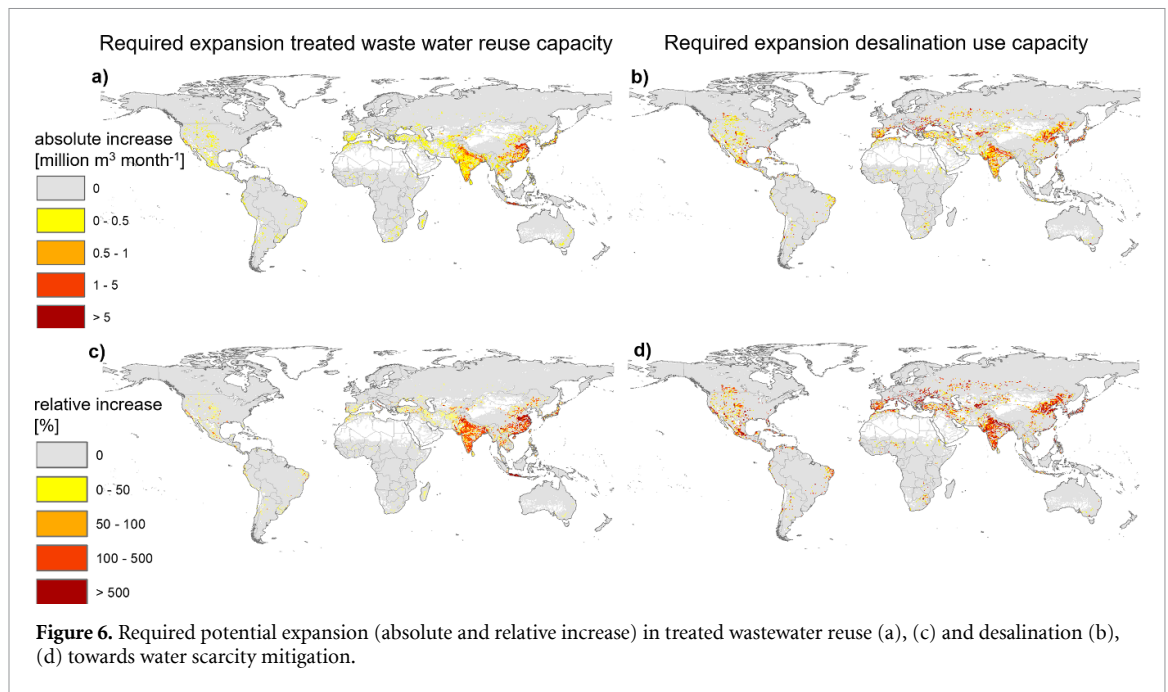 Required expansion treated waste water reuse capacity
Required expansion desalination use capacity
a)
b)
absolute increase
[million m³ month⁻¹]
0
0 - 0.5
0.5 - 1
1 - 5
> 5
c)
d)
relative increase
[%]
0
0 - 50
50 - 100
100 - 500
> 500
Figure 6. Required potential expansion (absolute and relative increase) in treated wastewater reuse (a), (c) and desalination (b),
(d) towards water scarcity mitigation.